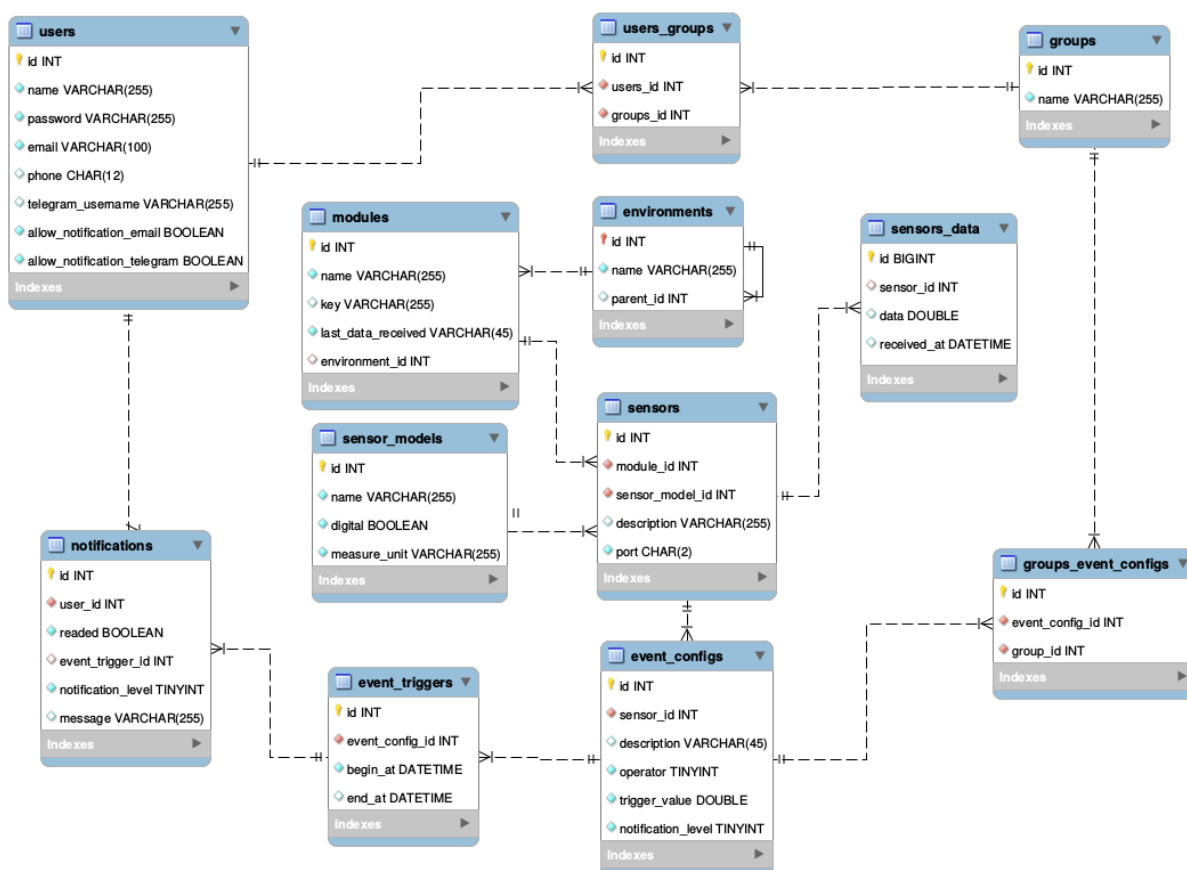 users
id INT
name VARCHAR(255)
password VARCHAR(255)
email VARCHAR(100)
phone CHAR(12)
telegram_username VARCHAR(255)
allow_notification_email BOOLEAN
allow_notification_telegram BOOLEAN
Indexes
users_groups
id INT
users_id INT
groups_id INT
Indexes
groups
id INT
name VARCHAR(255)
Indexes
modules
id INT
name VARCHAR(255)
key VARCHAR(255)
last_data_received VARCHAR(45)
environment_id INT
Indexes
environments
id INT
name VARCHAR(255)
parent_id INT
Indexes
sensors_data
id BIGINT
sensor_id INT
data DOUBLE
received_at DATETIME
Indexes
sensor_models
id INT
name VARCHAR(255)
digital BOOLEAN
measure_unit VARCHAR(255)
Indexes
sensors
id INT
module_id INT
sensor_model_id INT
description VARCHAR(255)
port CHAR(2)
Indexes
notifications
id INT
user_id INT
readed BOOLEAN
event_trigger_id INT
notification_level TINYINT
message VARCHAR(255)
Indexes
event_triggers
id INT
event_config_id INT
begin_at DATETIME
end_at DATETIME
Indexes
event_configs
id INT
sensor_id INT
description VARCHAR(45)
operator TINYINT
trigger_value DOUBLE
notification_level TINYINT
Indexes
groups_event_configs
id INT
event_config_id INT
group_id INT
Indexes